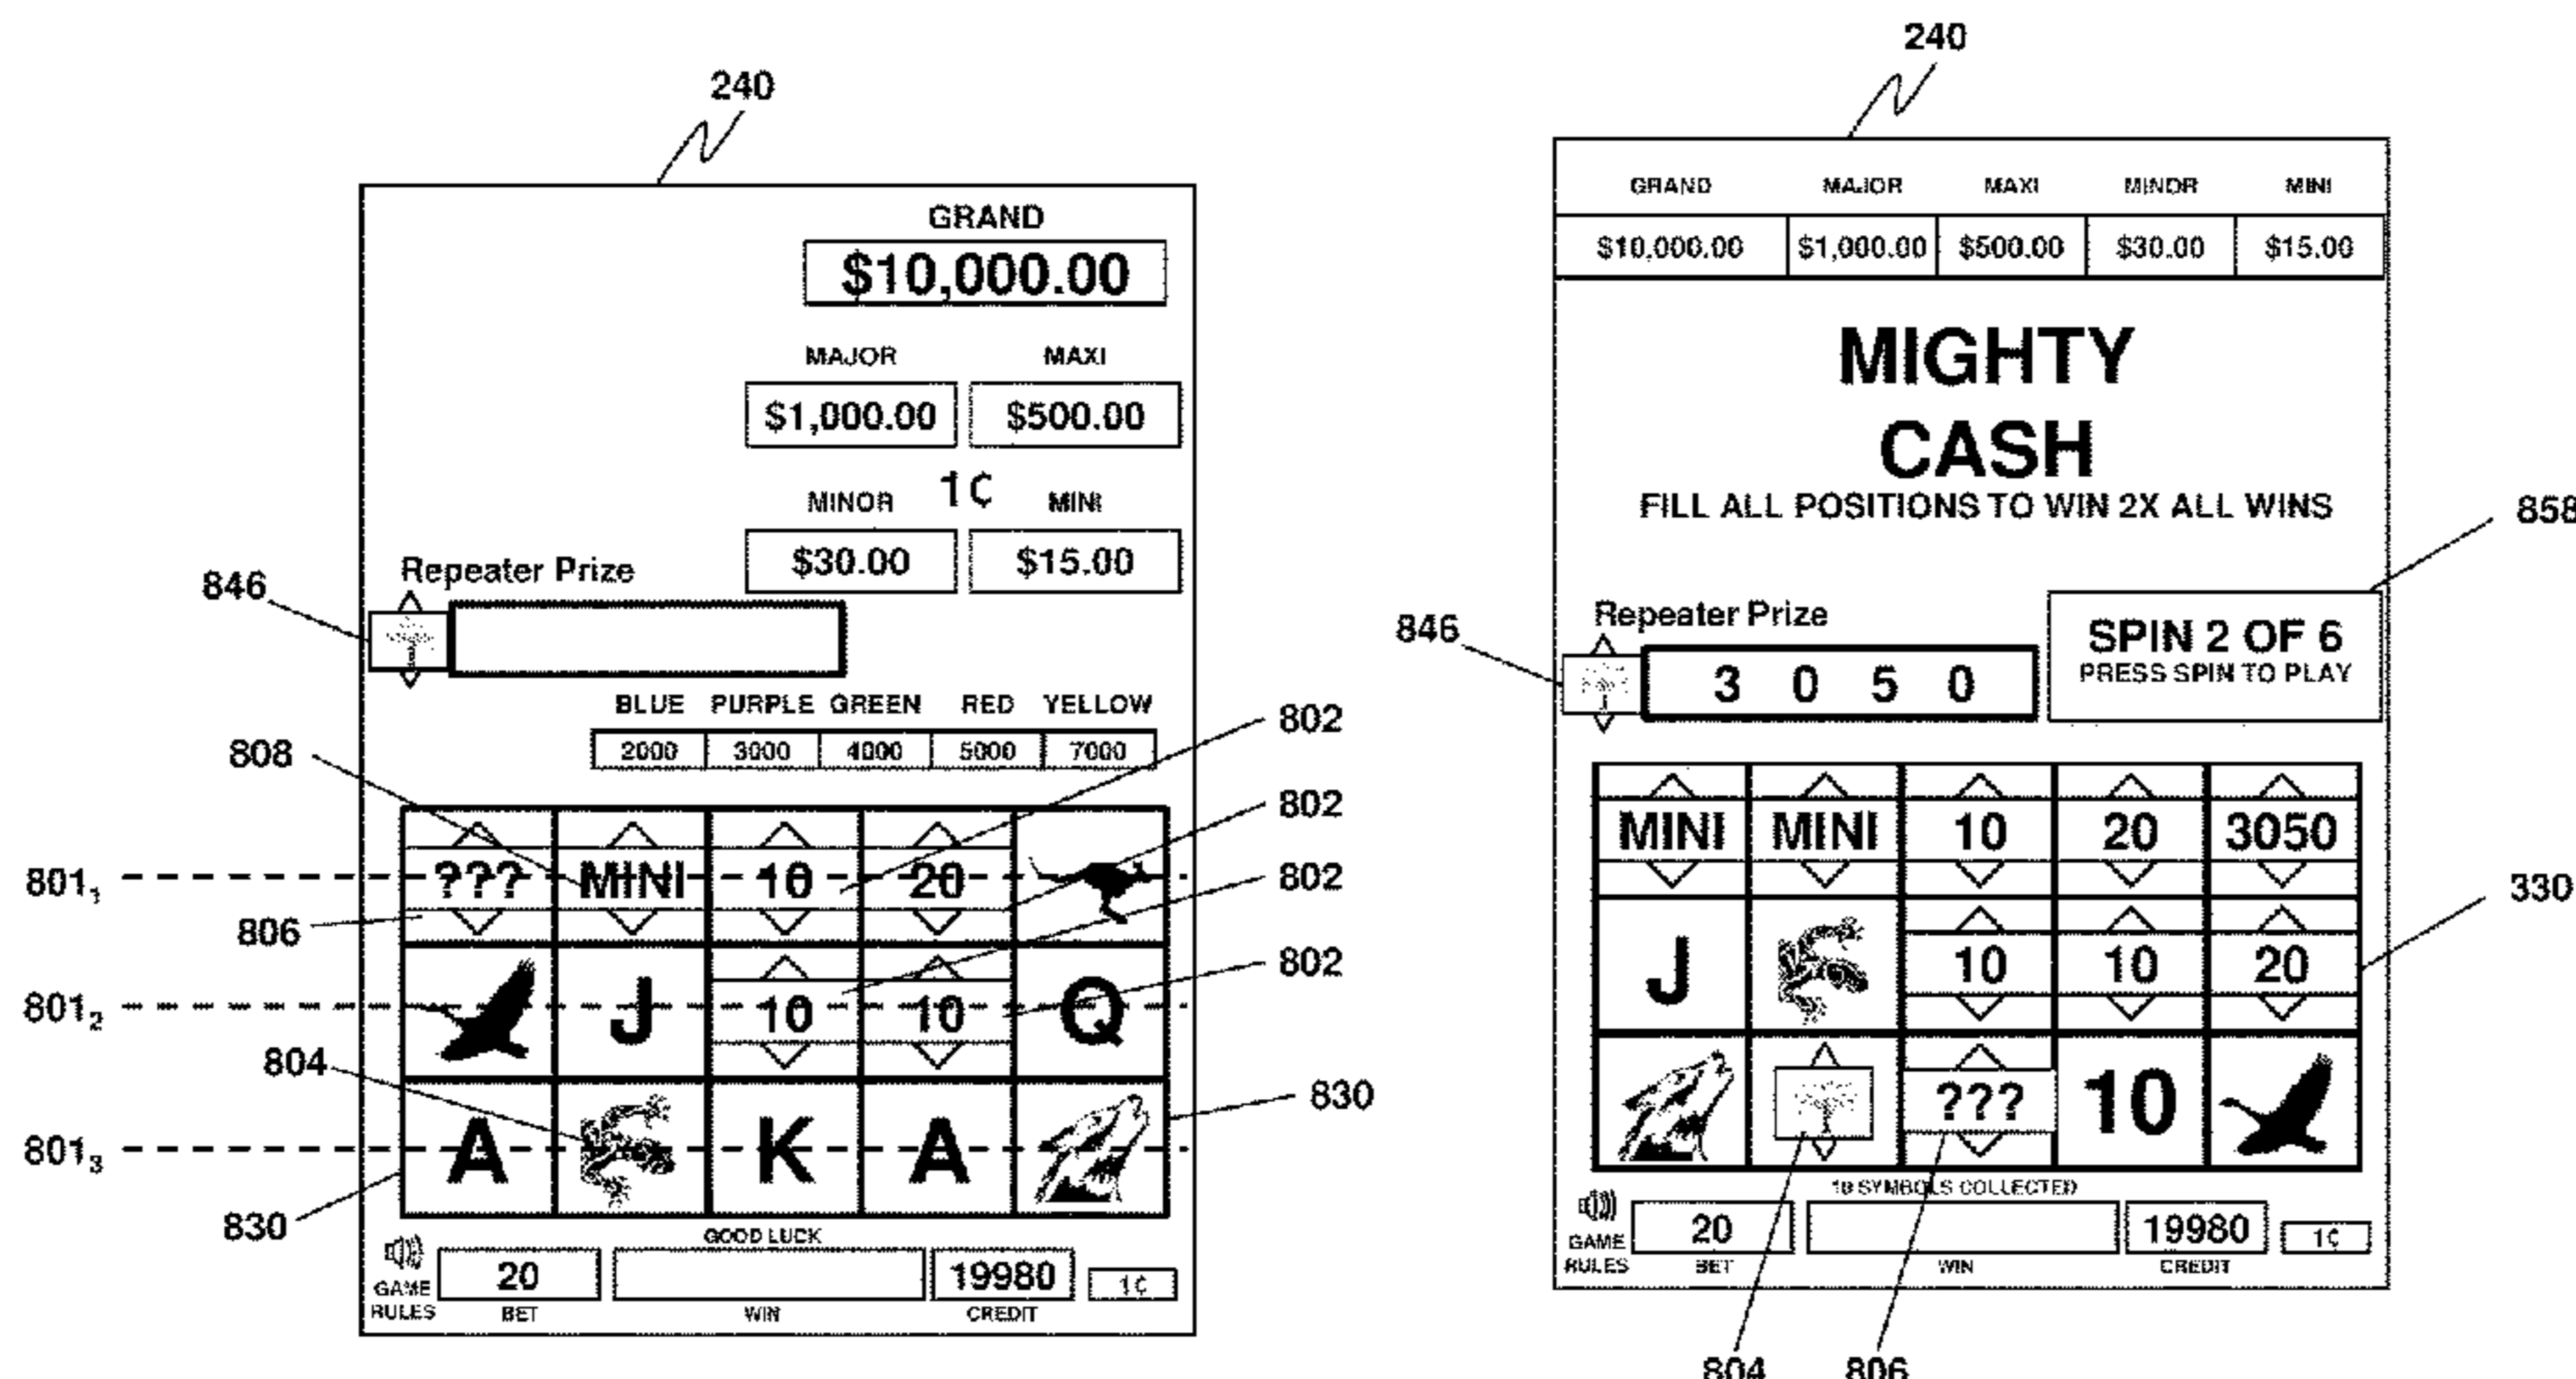 240
GRAND
$10,000.00
MAJOR MAXI
$1,000.00 $500.00
1¢
MINOR MINI
$30.00 $15.00
846
Repeater Prize
BLUE PURPLE GREEN RED YELLOW
2000 3000 4000 5000 7000
808
802
802
802
802
801₁
??? MINI 10 20
806
801₂
J 10 10 Q
804
830
801₃
A K A
830
GOOD LUCK
GAME RULES
20 19980 1¢
BET WIN CREDIT
240
GRAND MAJOR MAXI MINOR MINI
$10,000.00 $1,000.00 $500.00 $30.00 $15.00
MIGHTY
CASH
FILL ALL POSITIONS TO WIN 2X ALL WINS
858
846
Repeater Prize
3 0 5 0
SPIN 2 OF 6
PRESS SPIN TO PLAY
MINI MINI 10 20 3050
330
J 10 10 20
??? 10
SYMBOLS COLLECTED
GAME RULES
20 19980 1¢
BET WIN CREDIT
804 806